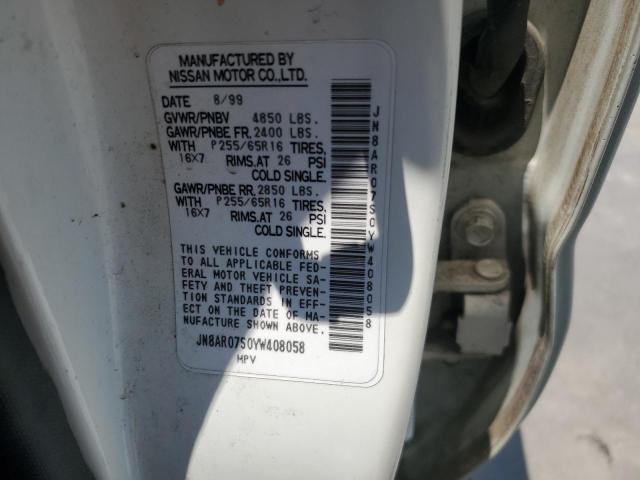 MANUFACTURED BY
NISSAN MOTOR CO., LTD.
DATE 8/99
GVWR/PNBV 4850 LBS.
GAWR/PNBE FR. 2400 LBS.
WITH P255/65R16 TIRES,
16X7 RIMS.AT 26 PSI
COLD SINGLE.
GAWR/PNBE RR. 2850 LBS.
WITH P255/65R16 TIRES,
16X7 RIMS.AT 26 PSI
COLD SINGLE.
THIS VEHICLE CONFORMS
TO ALL APPLICABLE FED-
ERAL MOTOR VEHICLE SA-
FETY AND THEFT PREVEN-
TION STANDARDS IN EFF-
ECT ON THE DATE OF MA-
NUFACTURE SHOWN ABOVE.
JN8AR07S0YW408058
MPV
JN8AR07S0YW408058